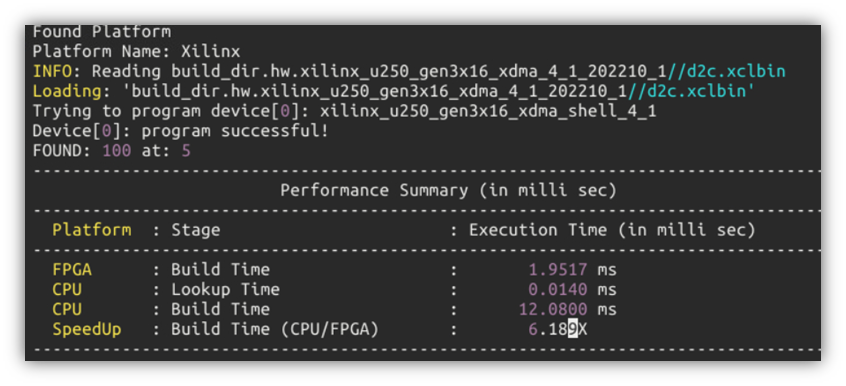 Found Platform
Platform Name: Xilinx
INFO: Reading build_dir.hw.xilinx_u250_gen3x16_xdma_4_1_202210_1//d2c.xclbin
Loading: 'build_dir.hw.xilinx_u250_gen3x16_xdma_4_1_202210_1//d2c.xclbin'
Trying to program device[0]: xilinx_u250_gen3x16_xdma_shell_4_1
Device[0]: program successful!
FOUND: 100 at: 5
--------------------------------------------------------------------------------
Performance Summary (in milli sec)
--------------------------------------------------------------------------------
Platform : Stage : Execution Time (in milli sec)
--------------------------------------------------------------------------------
FPGA : Build Time : 1.9517 ms
CPU : Lookup Time : 0.0140 ms
CPU : Build Time : 12.0800 ms
SpeedUp : Build Time (CPU/FPGA) : 6.189X
--------------------------------------------------------------------------------